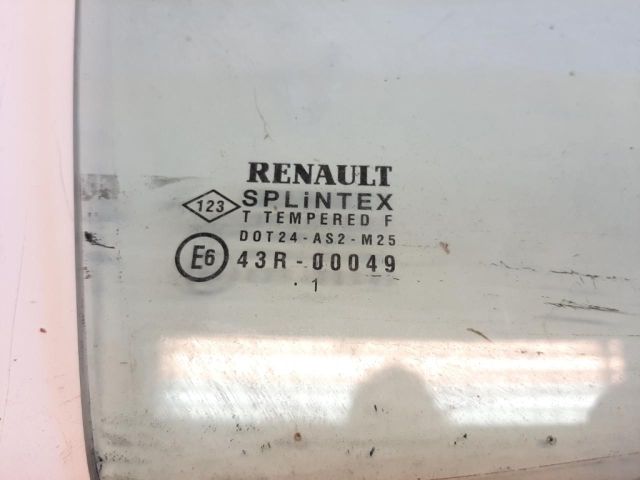 RENAULT
123 SPLiNTEX
T TEMPERED F
DOT24-AS2-M25
E6 43R-00049
. 1